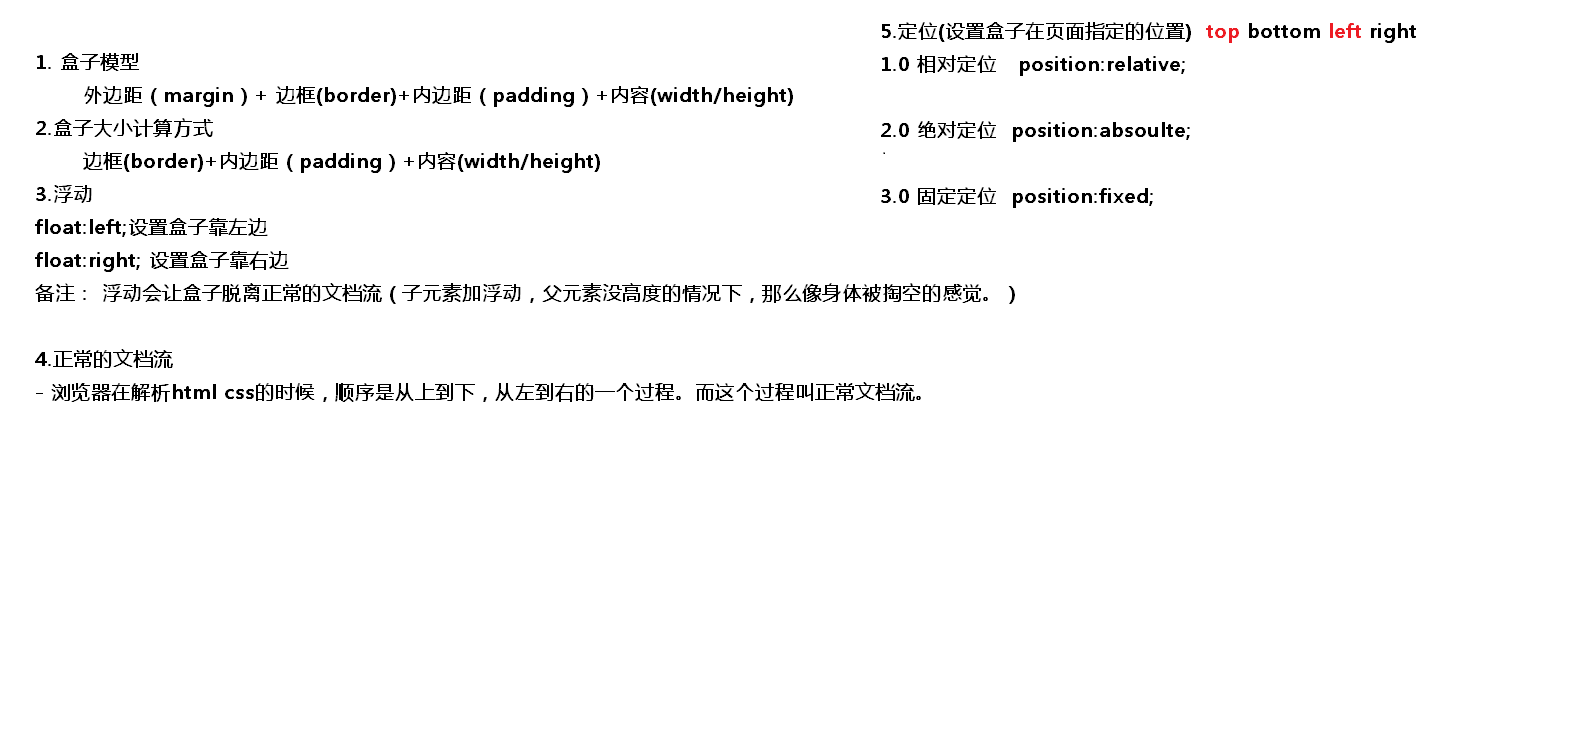 1. 盒子模型
外边距（margin）+ 边框(border)+内边距（padding）+内容(width/height)
2.盒子大小计算方式
边框(border)+内边距（padding）+内容(width/height)
3.浮动
float:left;设置盒子靠左边
float:right; 设置盒子靠右边
备注： 浮动会让盒子脱离正常的文档流（子元素加浮动，父元素没高度的情况下，那么像身体被掏空的感觉。）
4.正常的文档流
- 浏览器在解析html css的时候，顺序是从上到下，从左到右的一个过程。而这个过程叫正常文档流。
5.定位(设置盒子在页面指定的位置) top bottom left right
1.0 相对定位 position:relative;
2.0 绝对定位 position:absoulte;
3.0 固定定位 position:fixed;